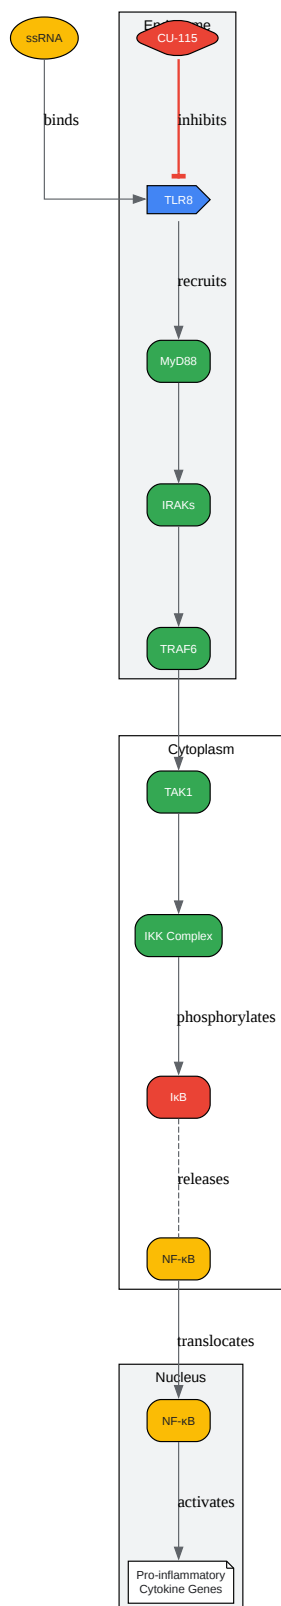 ssRNA
CU-115
binds
inhibits
TLR8
recruits
MyD88
IRAKs
TRAF6
Cytoplasm
TAK1
IKK Complex
phosphorylates
IκB
releases
NF-κB
translocates
Nucleus
NF-κB
activates
Pro-inflammatory
Cytokine Genes